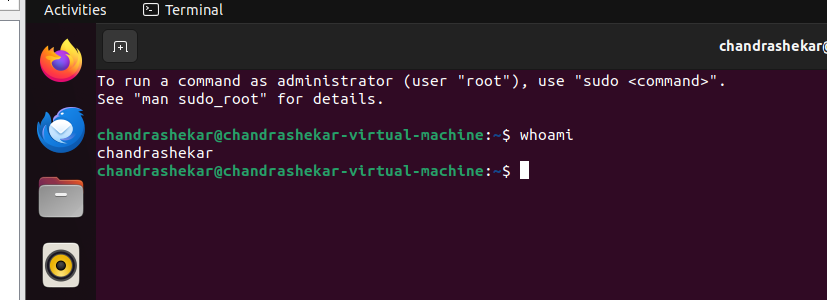 Activities
Terminal
chandrashekar@
To run a command as administrator (user "root"), use "sudo <command>".
See "man sudo_root" for details.
chandrashekar@chandrashekar-virtual-machine:~$ whoami
chandrashekar
chandrashekar@chandrashekar-virtual-machine:~$